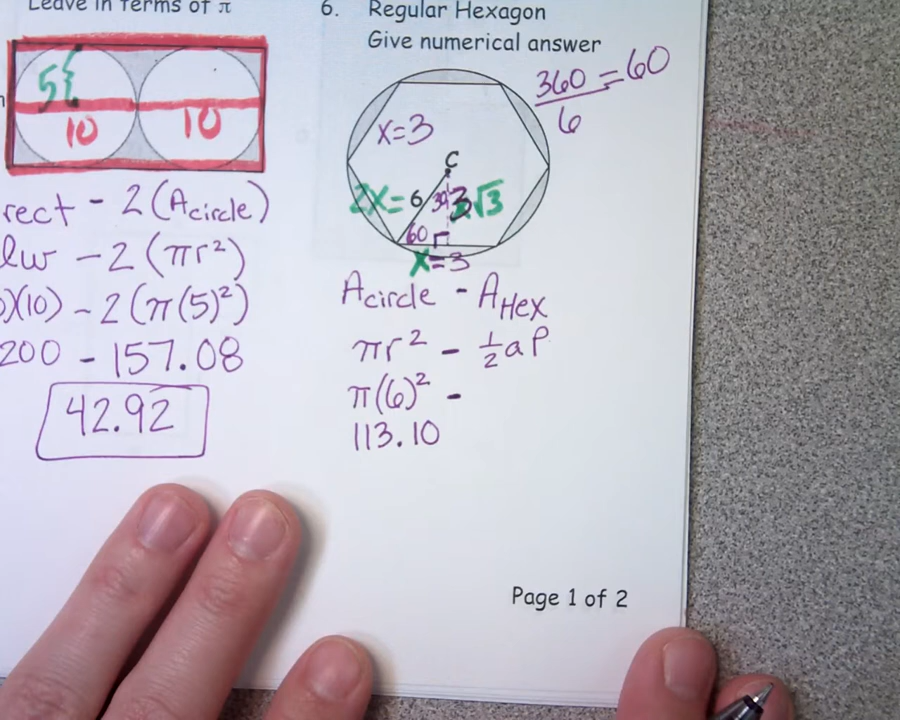 Leave in terms of π
5
10
10
rect - 2(Acircle)
lw - 2(πr²)
)(10) - 2(π(5)²)
200 - 157.08
42.92
6. Regular Hexagon
Give numerical answer
360/6 = 60
x=3
C
2x= 6 30 3√3
60
x=3
Acircle - AHex
πr² - ½aP
π(6)² -
113.10
Page 1 of 2